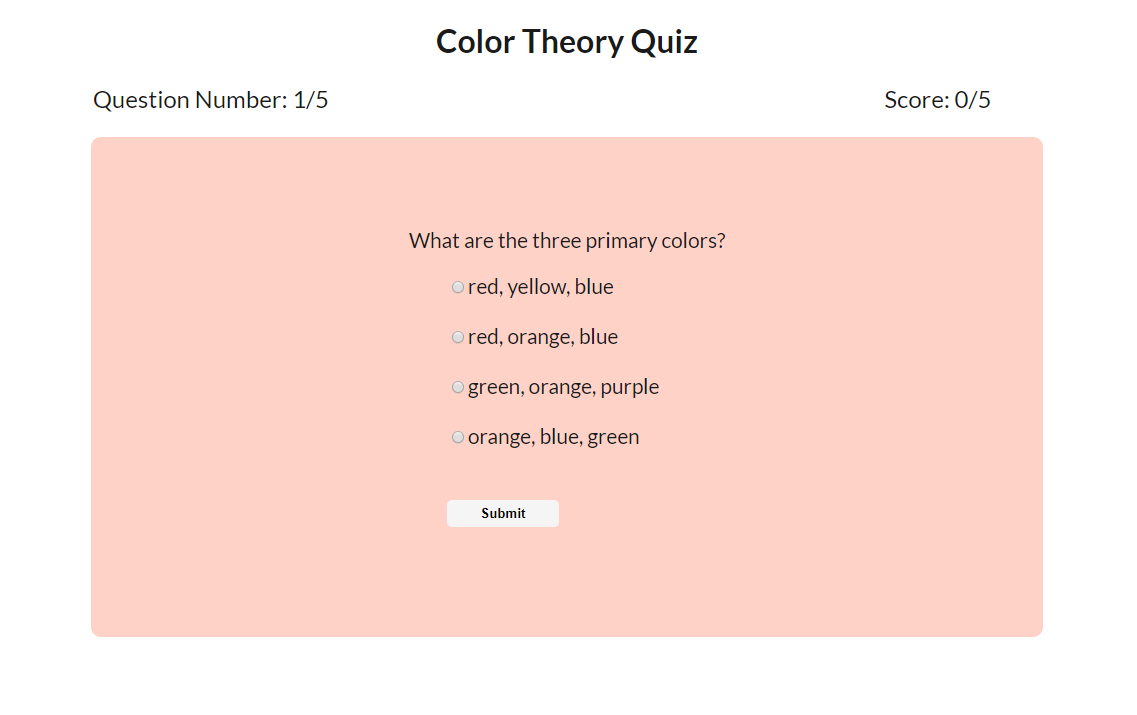 Color Theory Quiz
Question Number: 1/5
Score: 0/5
What are the three primary colors?
red, yellow, blue
red, orange, blue
green, orange, purple
orange, blue, green
Submit